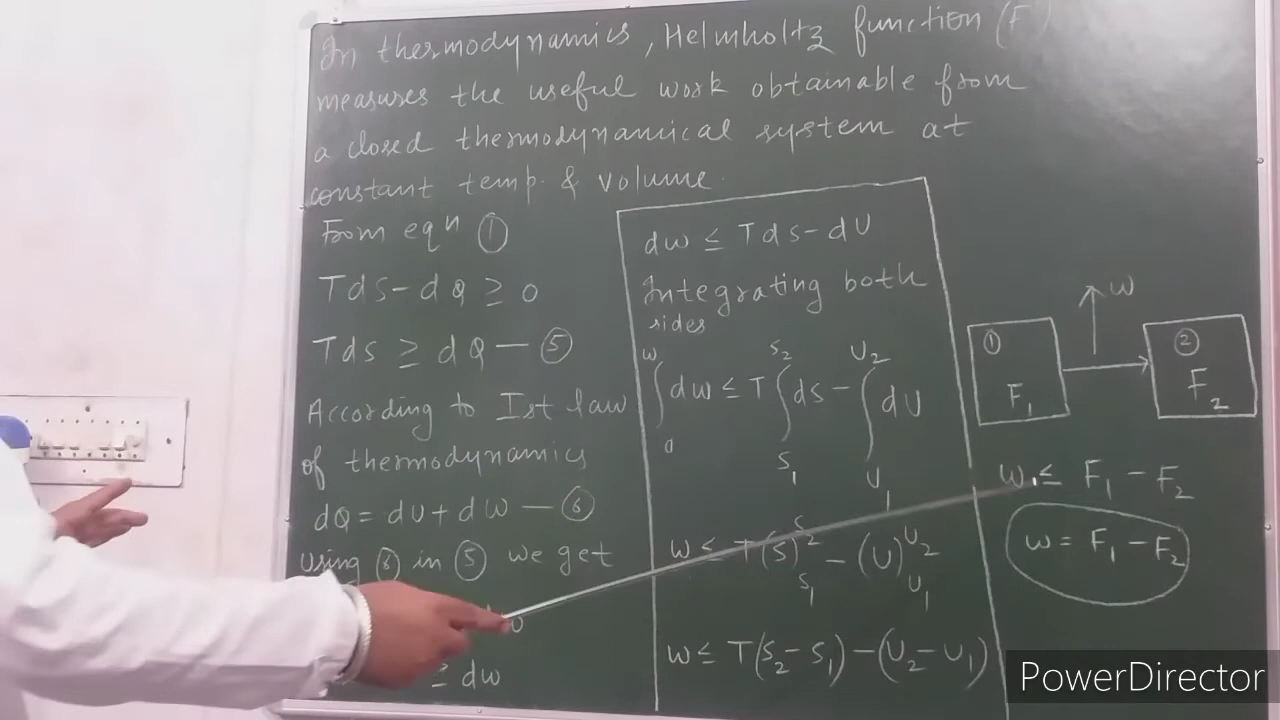 In thermodynamics, Helmholtz function (F)
measures the useful work obtainable from
a closed thermodynamical system at
constant temp. & volume.
From eqn ①
Tds - dQ ≥ 0
Tds ≥ dQ — ⑤
According to Ist law
of thermodynamics
dQ = dU + dw — ⑥
using ⑥ in ⑤ we get
≥ dw
dw ≤ Tds - dU
Integrating both
sides
∫₀ʷ dw ≤ T ∫_{S₁}^{S₂} ds - ∫_{U₁}^{U₂} dU
w ≤ T(S)_{S₁}^{S₂} - (U)_{U₁}^{U₂}
w ≤ T(S₂ - S₁) - (U₂ - U₁)
w
① F₁
② F₂
w ≤ F₁ - F₂
w = F₁ - F₂
PowerDirector